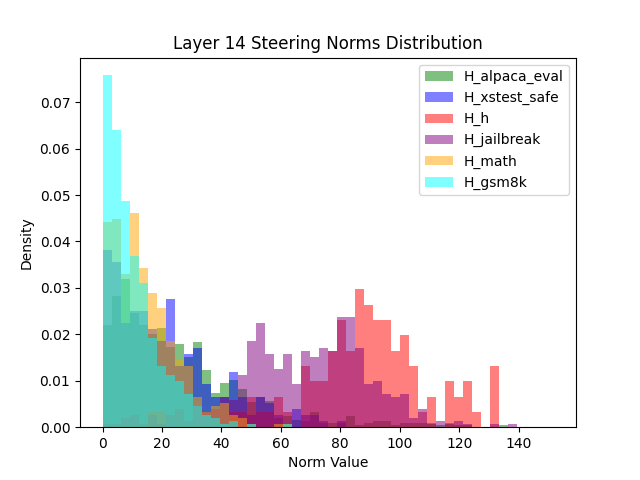 Layer 14 Steering Norms Distribution
H_alpaca_eval
H_xstest_safe
H_h
H_jailbreak
H_math
H_gsm8k
Density
0.07
0.06
0.05
0.04
0.03
0.02
0.01
0.00
0 20 40 60 80 100 120 140
Norm Value